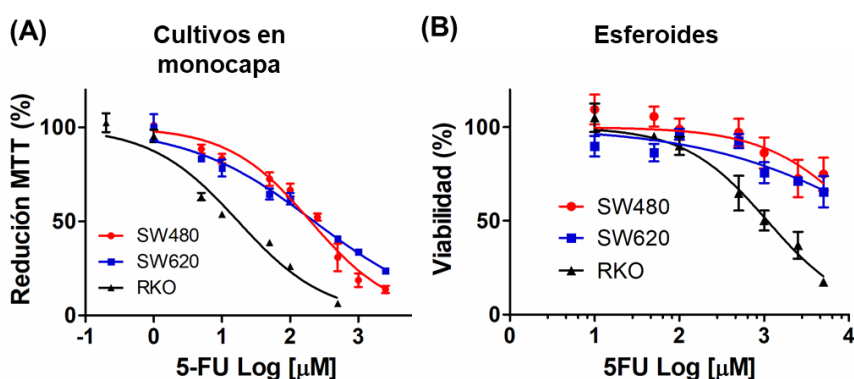 (A)
Cultivos en
monocapa
Redución MTT (%)
100
50
0
SW480
SW620
RKO
-1 0 1 2 3 4
5-FU Log [µM]
(B)
Esferoides
Viabilidad (%)
100
50
0
SW480
SW620
RKO
0 1 2 3 4
5FU Log [µM]